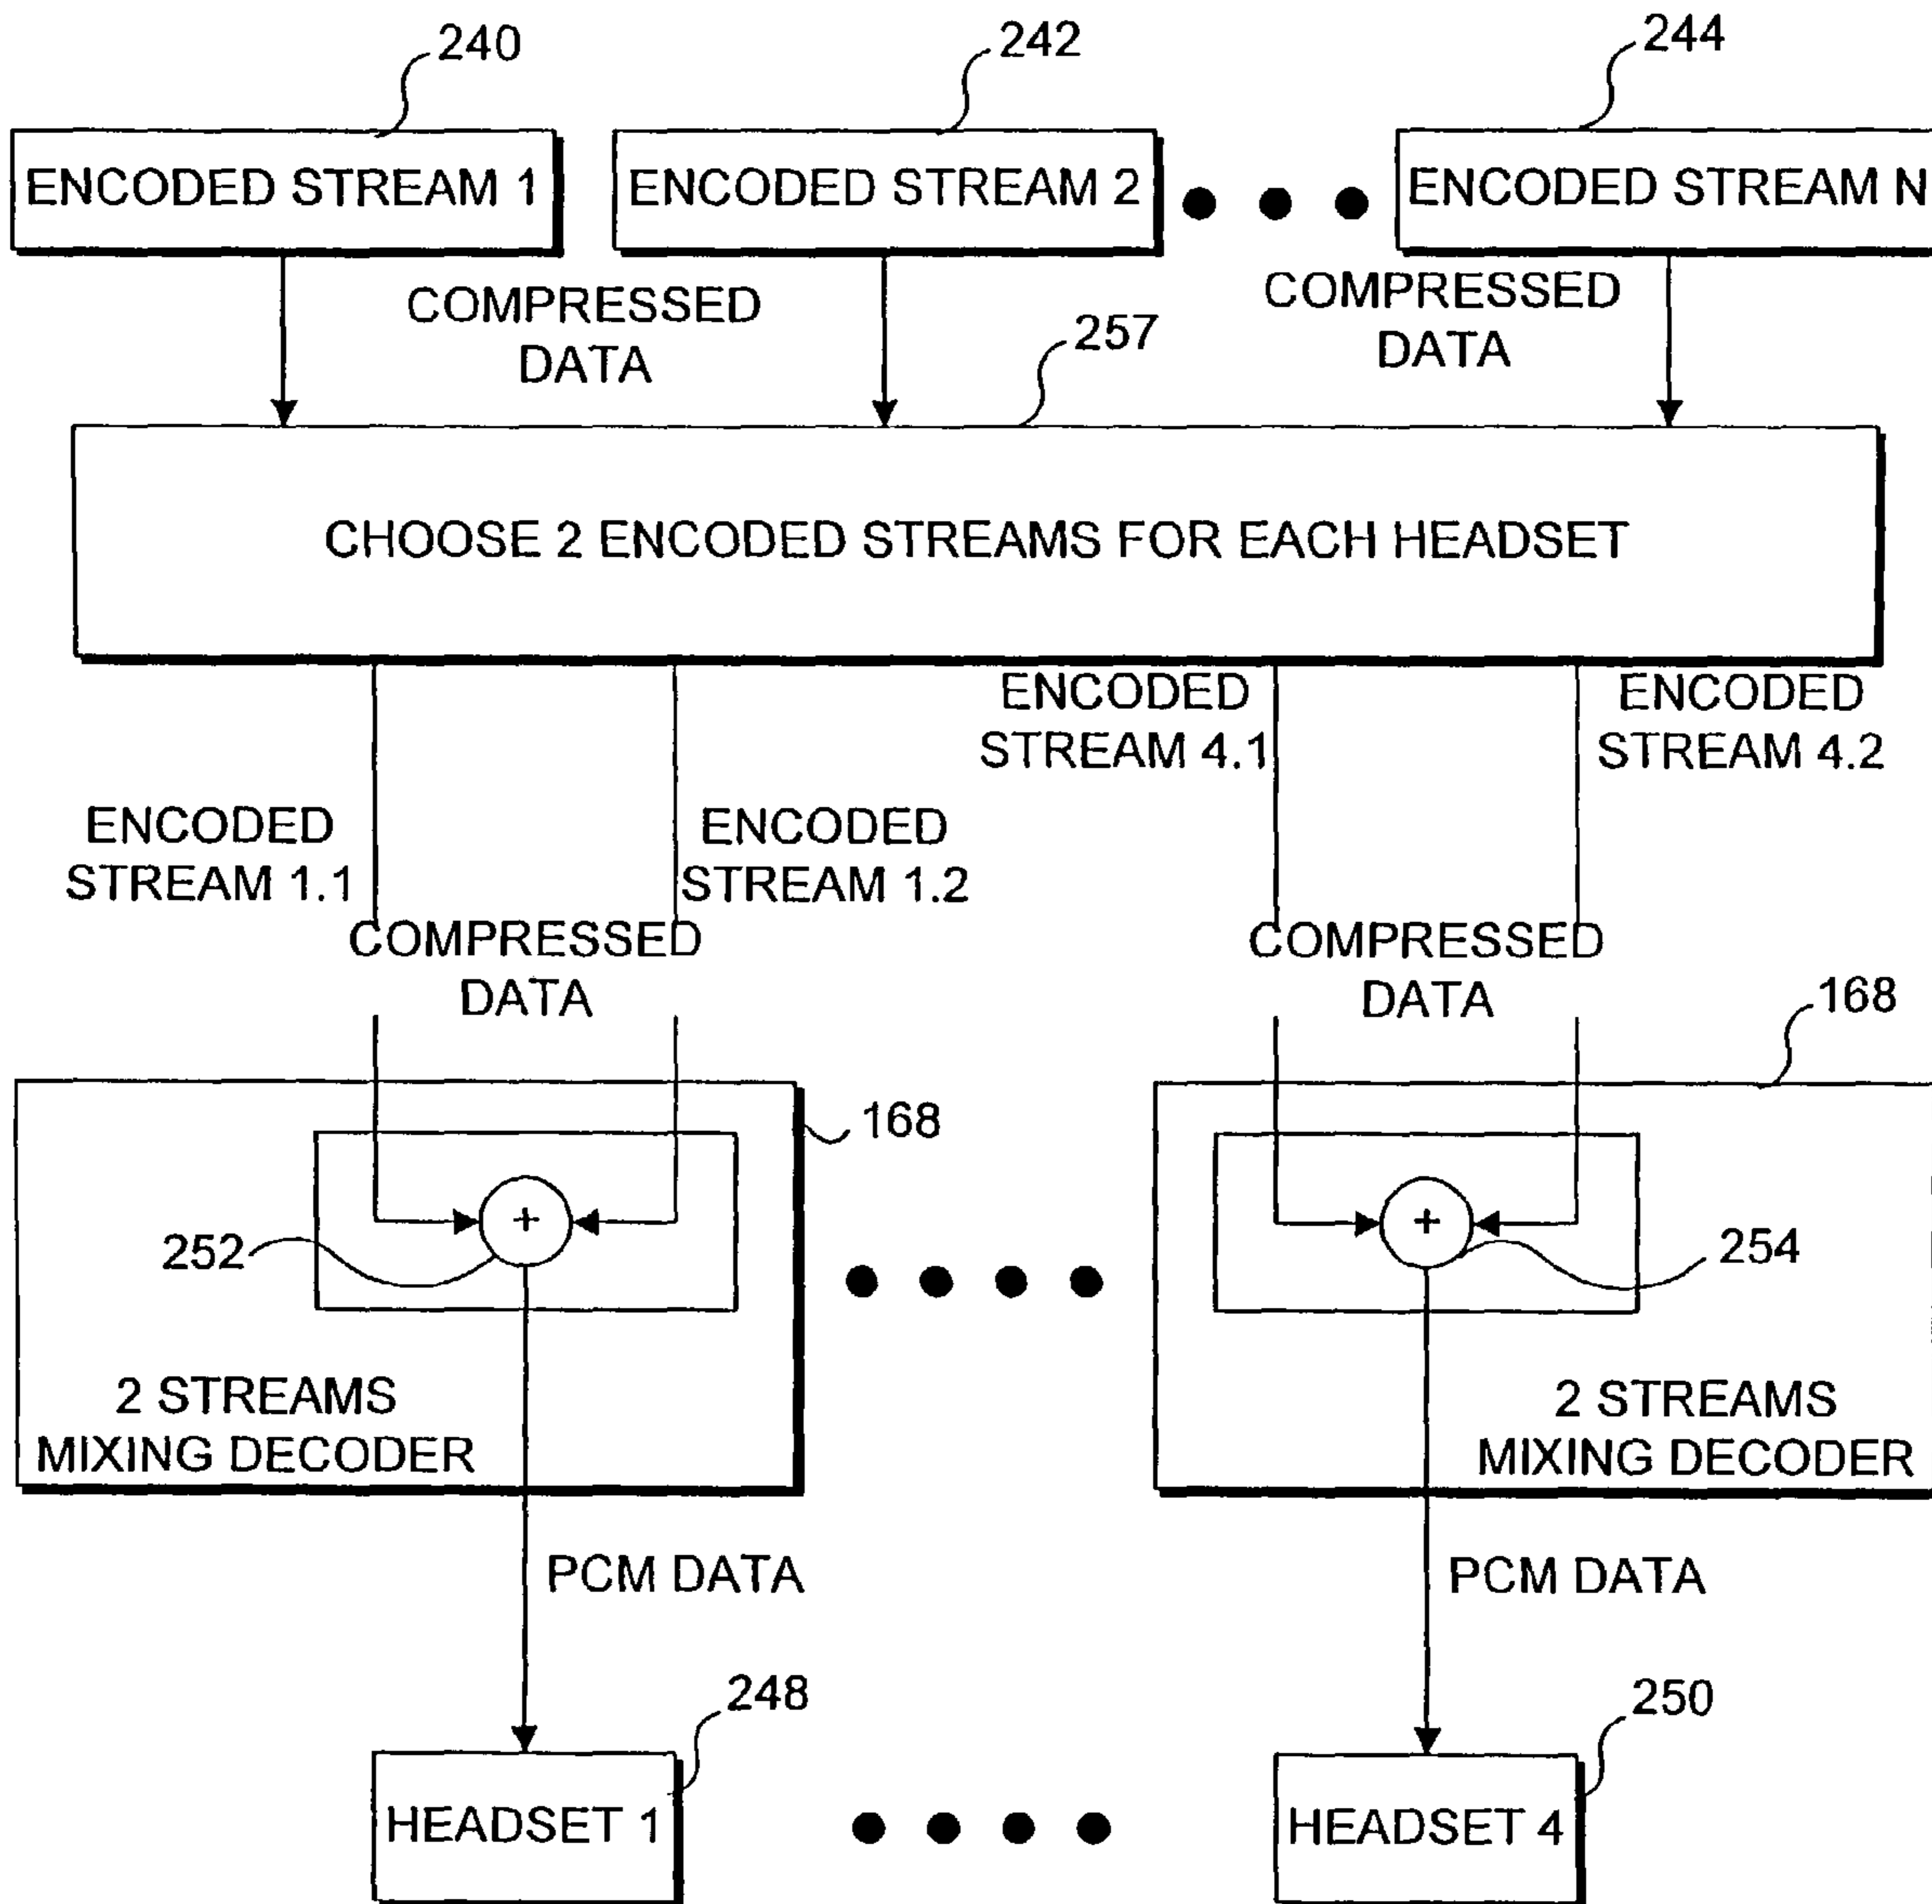 240
242
244
ENCODED STREAM 1
ENCODED STREAM 2
ENCODED STREAM N
COMPRESSED
DATA
257
COMPRESSED
DATA
CHOOSE 2 ENCODED STREAMS FOR EACH HEADSET
ENCODED
STREAM 4.1
ENCODED
STREAM 4.2
ENCODED
STREAM 1.1
ENCODED
STREAM 1.2
COMPRESSED
DATA
COMPRESSED
DATA
168
168
+
+
252
254
2 STREAMS
MIXING DECODER
2 STREAMS
MIXING DECODER
PCM DATA
PCM DATA
248
250
HEADSET 1
HEADSET 4